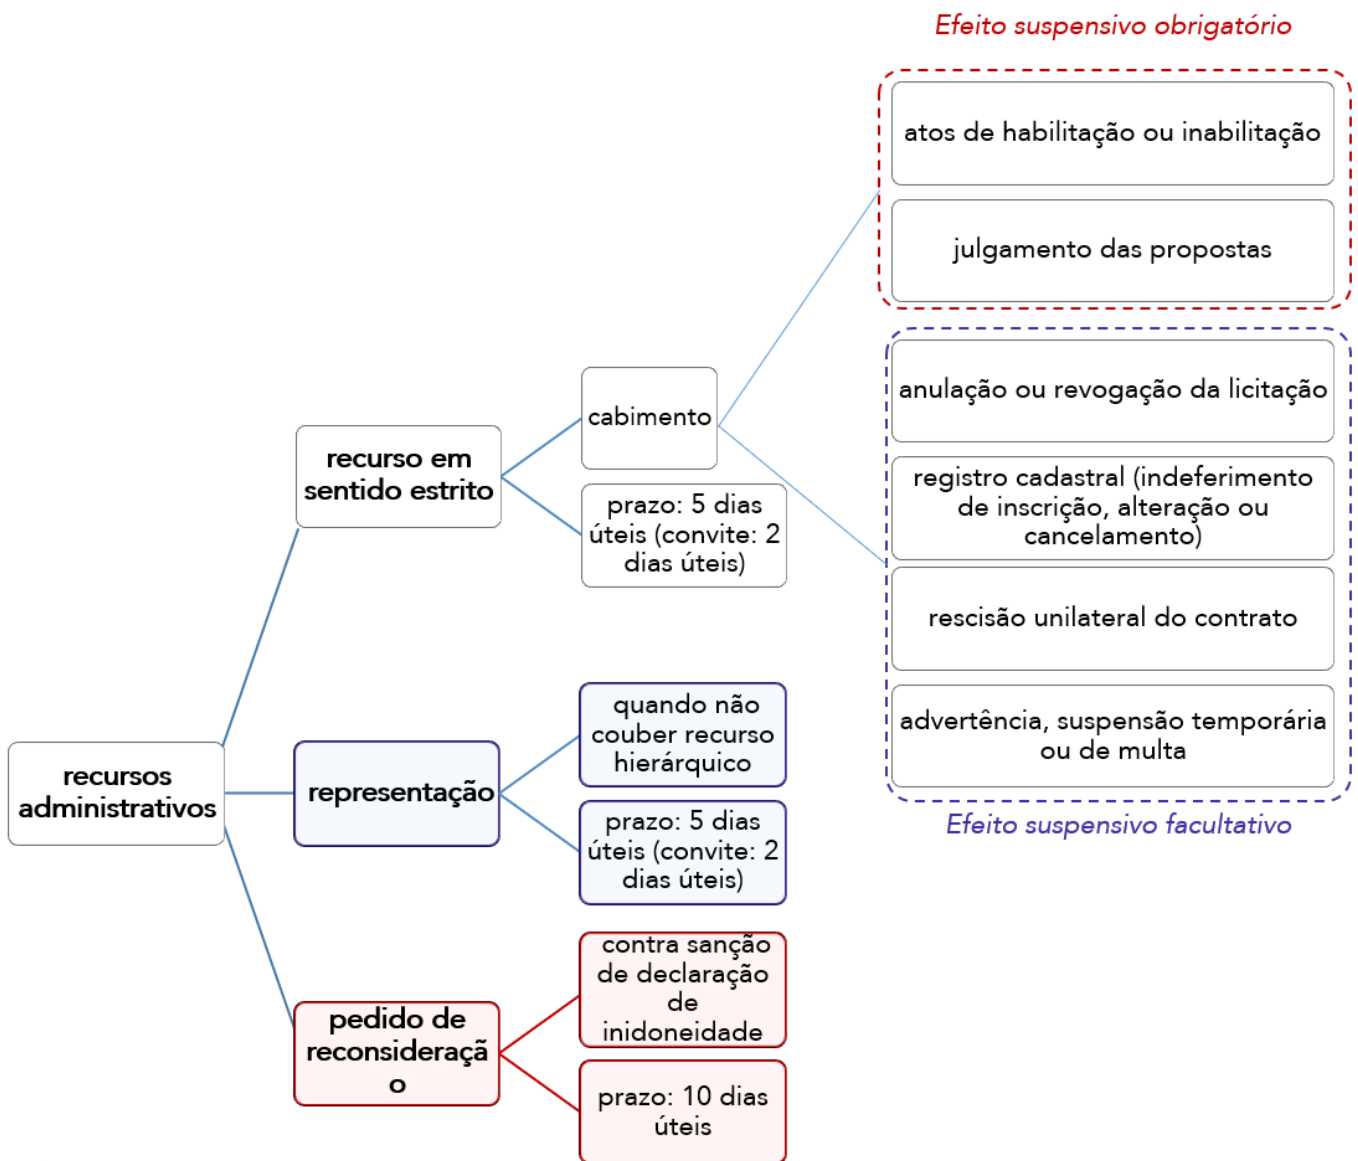 Efeito suspensivo obrigatório
atos de habilitação ou inabilitação
julgamento das propostas
anulação ou revogação da licitação
cabimento
recurso em
sentido estrito
registro cadastral (indeferimento
de inscrição, alteração ou
cancelamento)
prazo: 5 dias
úteis (convite: 2
dias úteis)
rescisão unilateral do contrato
quando não
couber recurso
hierárquico
advertência, suspensão temporária
ou de multa
recursos
administrativos
representação
Efeito suspensivo facultativo
prazo: 5 dias
úteis (convite: 2
dias úteis)
contra sanção
de declaração
de
inidoneidade
pedido de
reconsideraçã
o
prazo: 10 dias
úteis